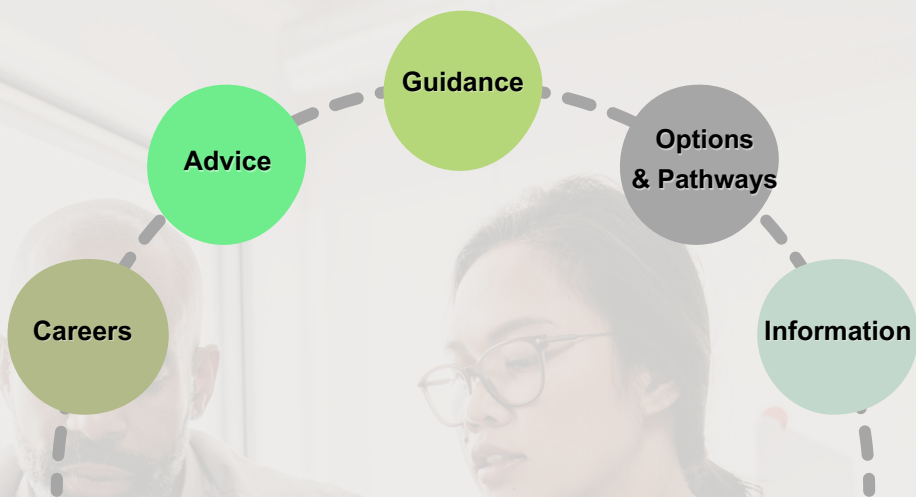 Careers
Advice
Guidance
Options
& Pathways
Information